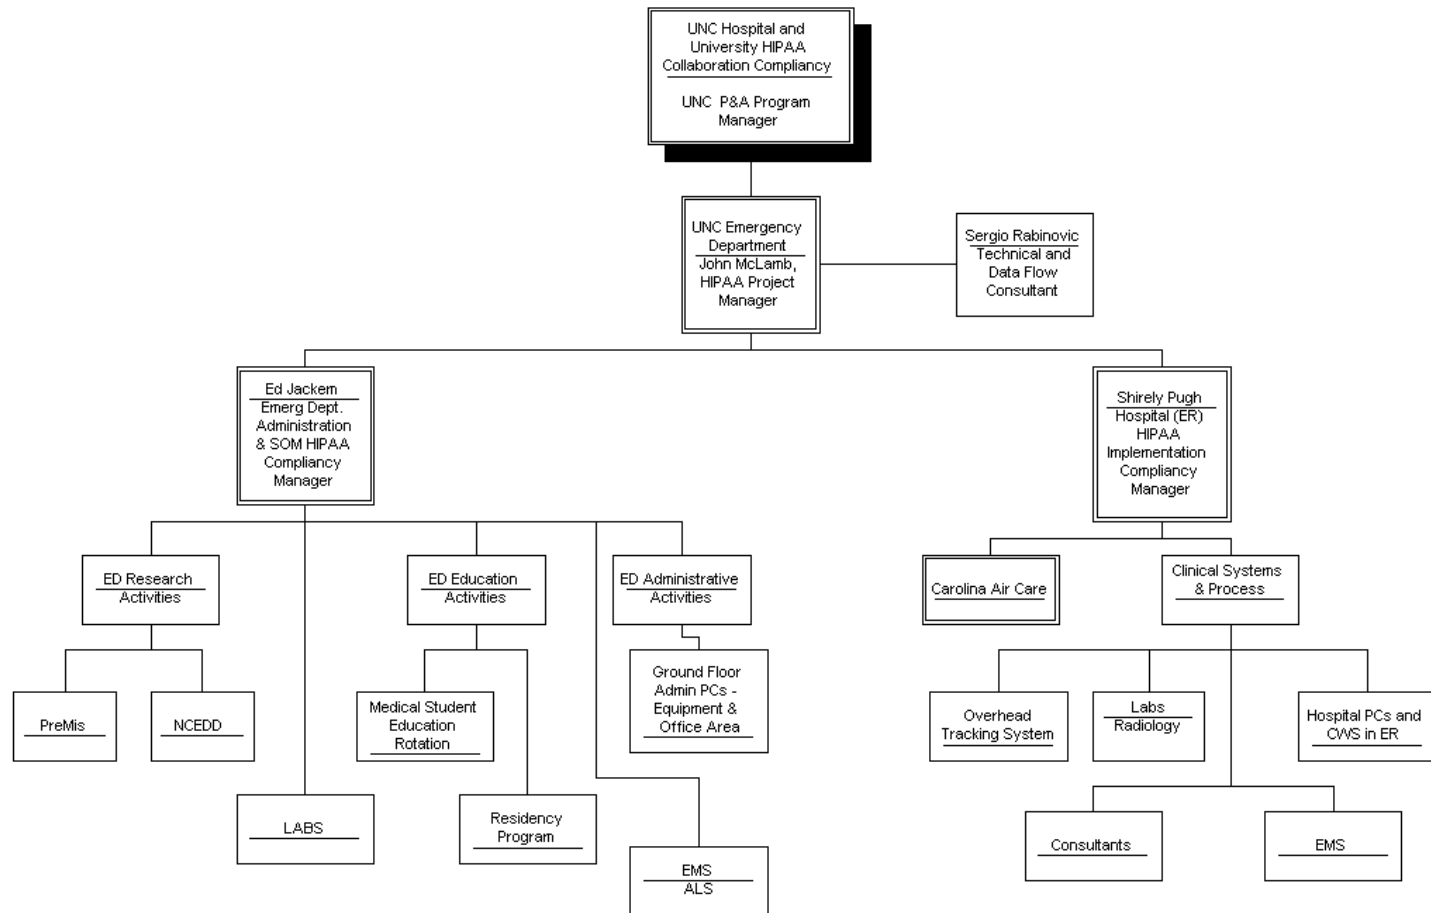 UNC Hospital and
University HIPAA
Collaboration Compliancy
UNC P&A Program
Manager
UNC Emergency
Department
John McLamb,
HIPAA Project
Manager
Sergio Rabinovic
Technical and
Data Flow
Consultant
Ed Jackem
Emerg Dept.
Administration
& SOM HIPAA
Compliancy
Manager
Shirely Pugh
Hospital (ER)
HIPAA
Implementation
Compliancy
Manager
ED Research
Activities
ED Education
Activities
ED Administrative
Activities
Carolina Air Care
Clinical Systems
& Process
PreMis
NCEDD
Medical Student
Education
Rotation
Ground Floor
Admin PCs -
Equipment &
Office Area
Overhead
Tracking System
Labs
Radiology
Hospital PCs and
CWS in ER
LABS
Residency
Program
EMS
ALS
Consultants
EMS